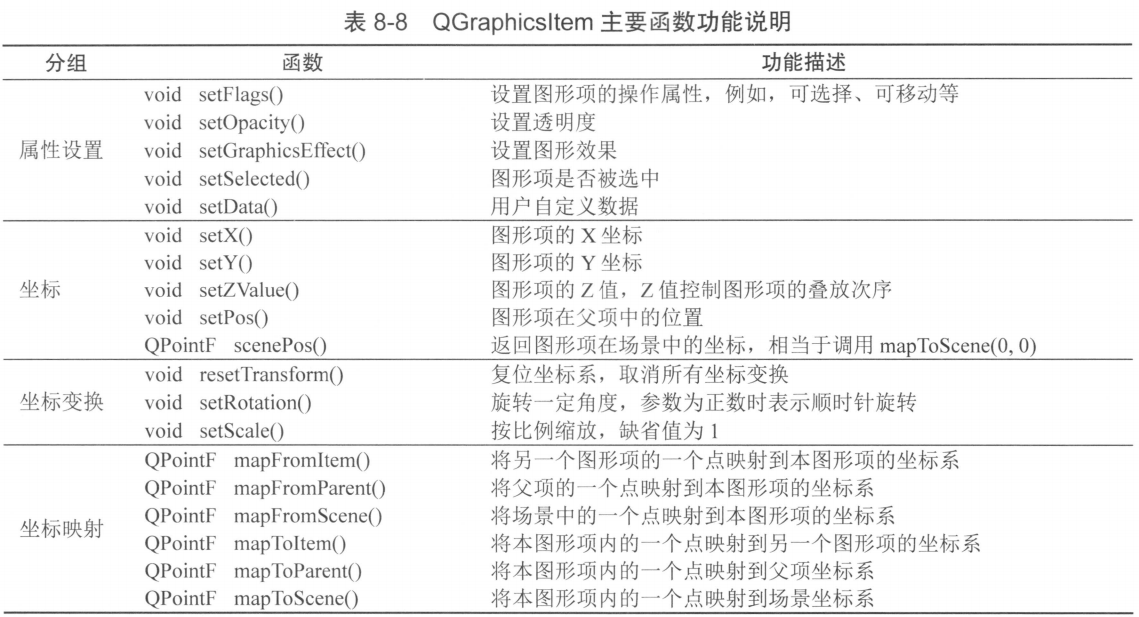 表 8-8 QGraphicsItem 主要函数功能说明
分组 函数 功能描述
void setFlags() 设置图形项的操作属性，例如，可选择、可移动等
void setOpacity() 设置透明度
属性设置 void setGraphicsEffect() 设置图形效果
void setSelected() 图形项是否被选中
void setData() 用户自定义数据
void setX() 图形项的 X 坐标
void setY() 图形项的 Y 坐标
坐标 void setZValue() 图形项的 Z 值，Z 值控制图形项的叠放次序
void setPos() 图形项在父项中的位置
QPointF scenePos() 返回图形项在场景中的坐标，相当于调用 mapToScene(0, 0)
void resetTransform() 复位坐标系，取消所有坐标变换
坐标变换 void setRotation() 旋转一定角度，参数为正数时表示顺时针旋转
void setScale() 按比例缩放，缺省值为 1
QPointF mapFromItem() 将另一个图形项的一个点映射到本图形项的坐标系
QPointF mapFromParent() 将父项的一个点映射到本图形项的坐标系
QPointF mapFromScene() 将场景中的一个点映射到本图形项的坐标系
坐标映射 QPointF mapToItem() 将本图形项内的一个点映射到另一个图形项的坐标系
QPointF mapToParent() 将本图形项内的一个点映射到父项坐标系
QPointF mapToScene() 将本图形项内的一个点映射到场景坐标系